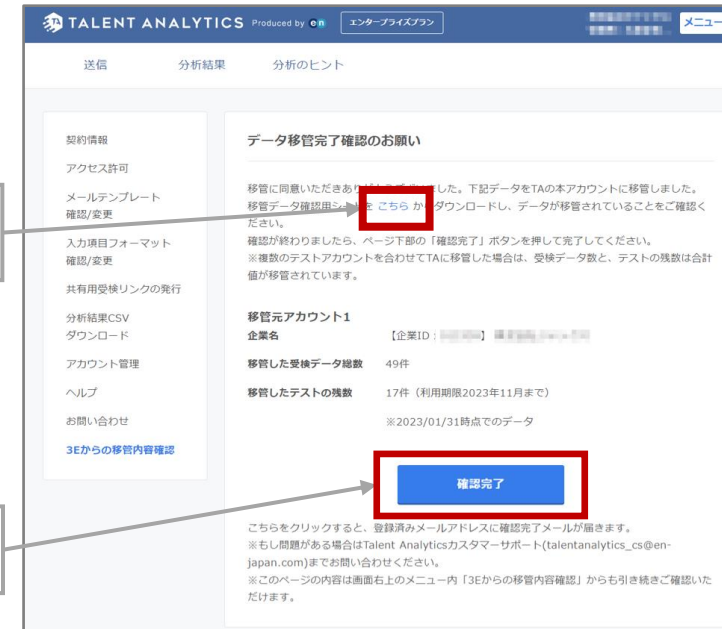 TALENT ANALYTICS Produced by en エンタープライズプラン
メニュー
送信 分析結果 分析のヒント
契約情報
アクセス許可
メールテンプレート
確認/変更
入力項目フォーマット
確認/変更
共有用受検リンクの発行
分析結果CSV
ダウンロード
アカウント管理
ヘルプ
お問い合わせ
3Eからの移管内容確認
データ移管完了確認のお願い
移管に同意いただきあり した。下記データをTAの本アカウントに移管しました。
移管データ確認用シ を こちら か ダウンロードし、データが移管されていることをご確認く
ださい。
確認が終わりましたら、ページ下部の「確認完了」ボタンを押して完了してください。
※複数のテストアカウントを合わせてTAに移管した場合は、受検データ数と、テストの残数は合計
値が移管されています。
移管元アカウント1
企業名 【企業ID： 】
移管した受検データ総数 49件
移管したテストの残数 17件（利用期限2023年11月まで）
※2023/01/31時点でのデータ
確認完了
こちらをクリックすると、登録済みメールアドレスに確認完了メールが届きます。
※もし問題がある場合はTalent Analyticsカスタマーサポート(talentanalytics_cs@en-
japan.com)までお問い合わせください。
※このページの内容は画面右上のメニュー内「3Eからの移管内容確認」からも引き続きご確認いた
だけます。